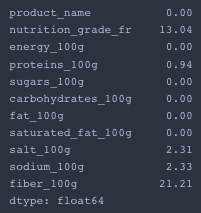 product_name 0.00
nutrition_grade_fr 13.04
energy_100g 0.00
proteins_100g 0.94
sugars_100g 0.00
carbohydrates_100g 0.00
fat_100g 0.00
saturated_fat_100g 0.00
salt_100g 2.31
sodium_100g 2.33
fiber_100g 21.21
dtype: float64